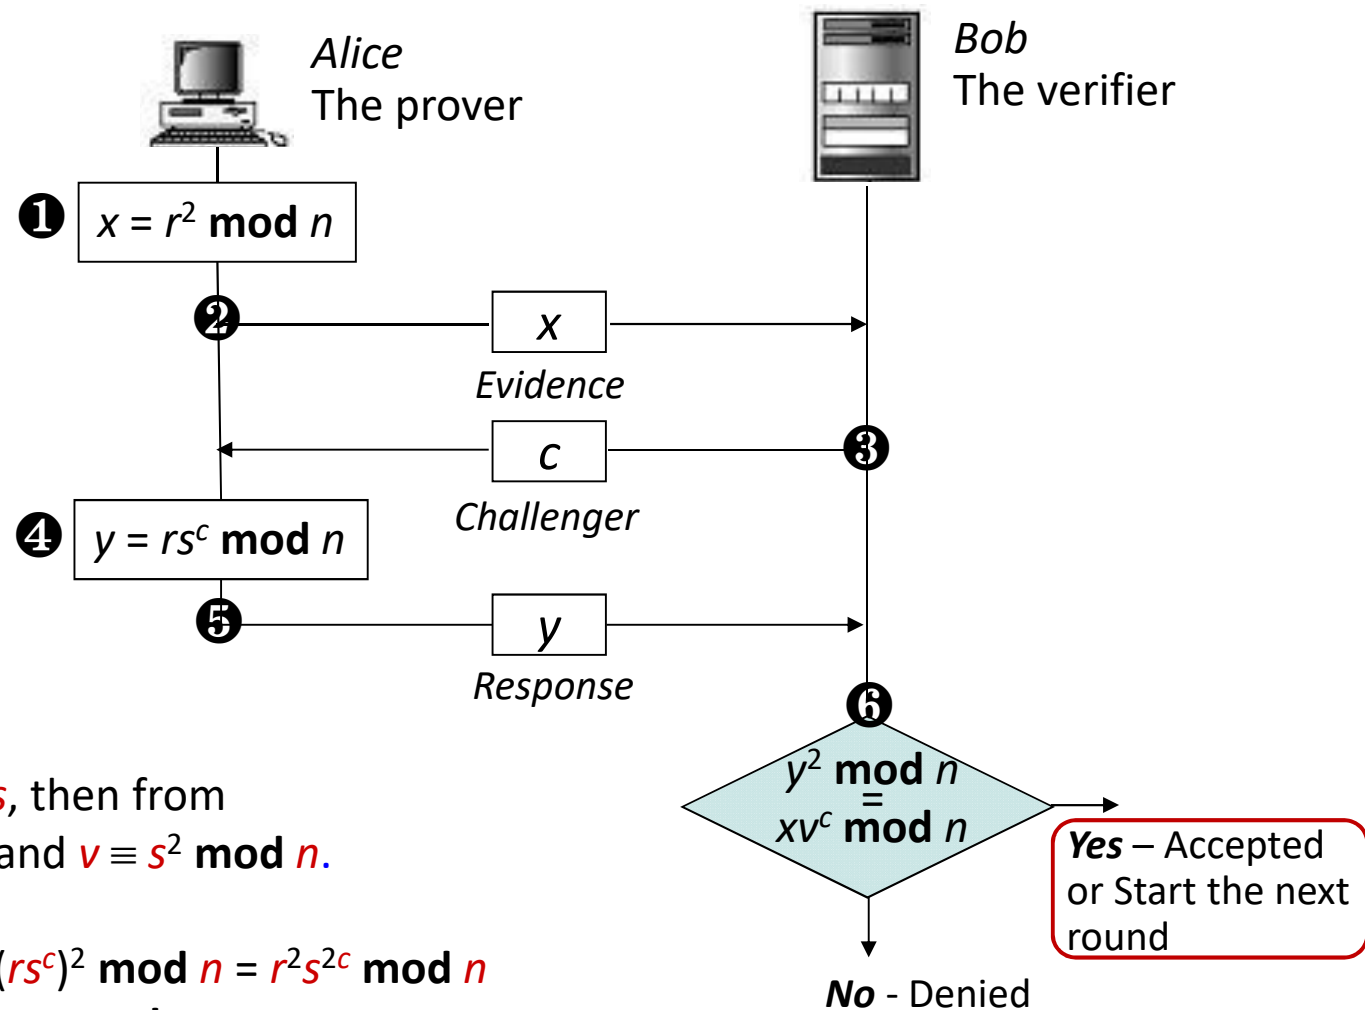 Alice
The prover
Bob
The verifier
❶ x = r² mod n
❷
x
Evidence
c
❸
Challenger
❹ y = rsᶜ mod n
❺
y
Response
❻
y² mod n
=
xvᶜ mod n
s, then from
and v ≡ s² mod n.
Yes – Accepted
or Start the next
round
(rsᶜ)² mod n = r²s²ᶜ mod n
No - Denied